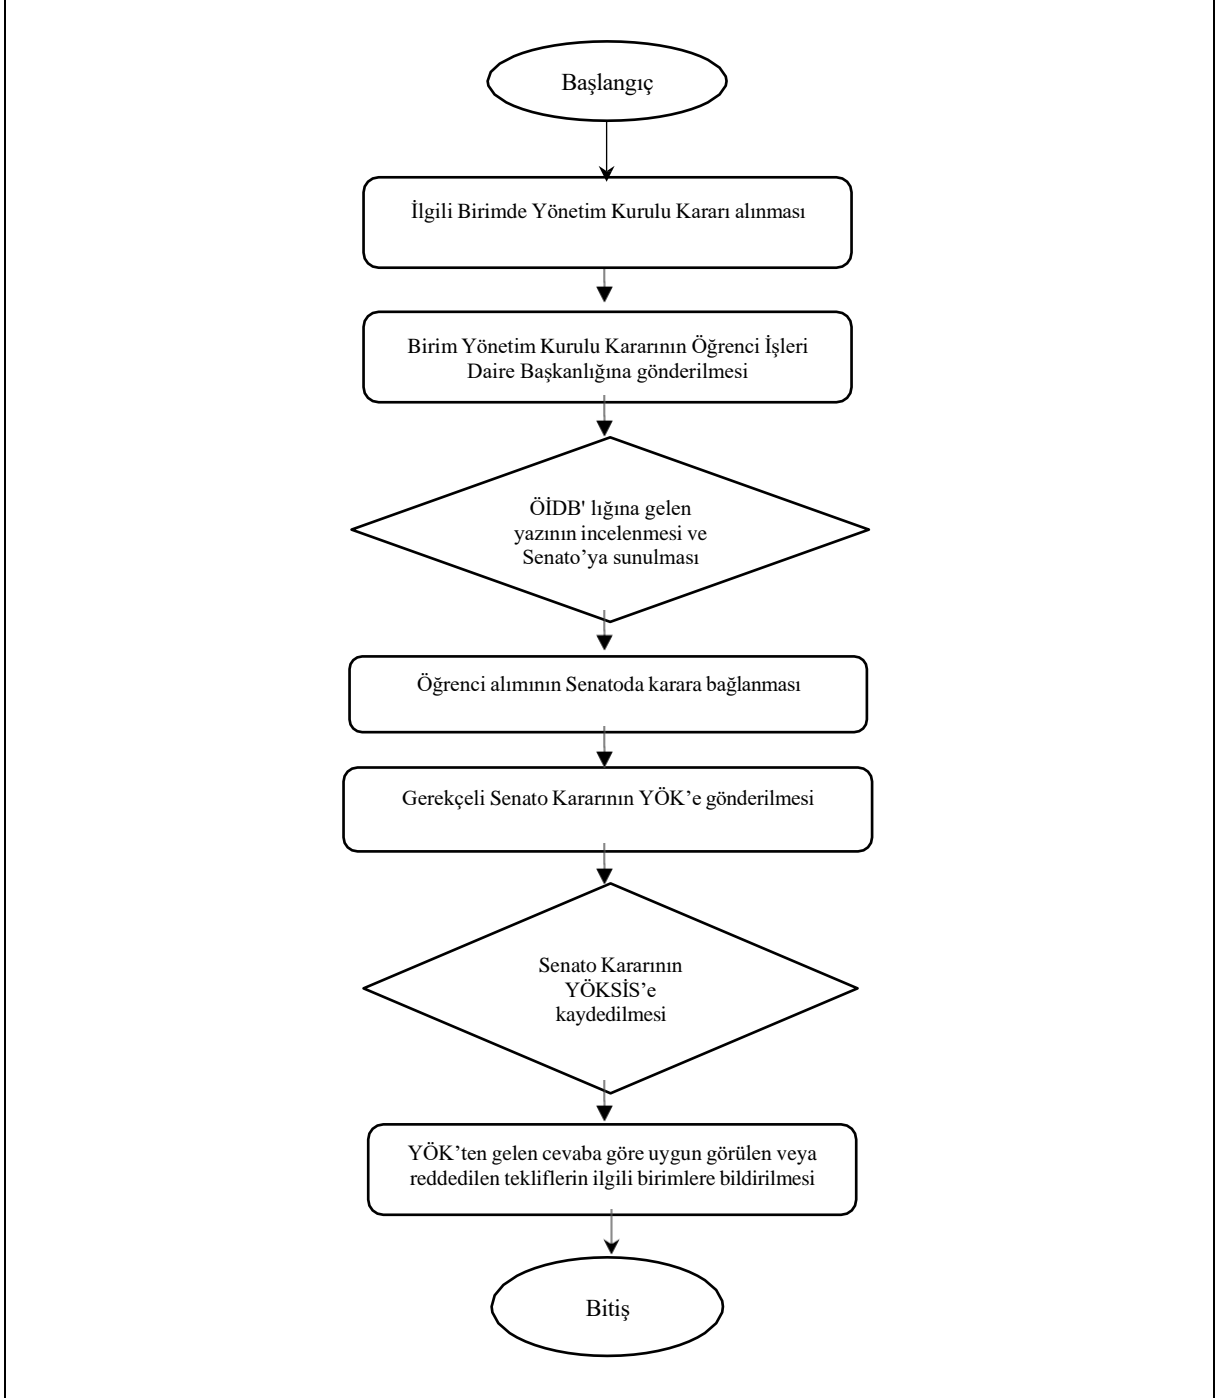 Başlangıç
İlgili Birimde Yönetim Kurulu Kararı alınması
Birim Yönetim Kurulu Kararının Öğrenci İşleri
Daire Başkanlığına gönderilmesi
ÖİDB' lığına gelen
yazının incelenmesi ve
Senato’ya sunulması
Öğrenci alımının Senatoda karara bağlanması
Gerekçeli Senato Kararının YÖK’e gönderilmesi
Senato Kararının
YÖKSİS’e
kaydedilmesi
YÖK’ten gelen cevaba göre uygun görülen veya
reddedilen tekliflerin ilgili birimlere bildirilmesi
Bitiş